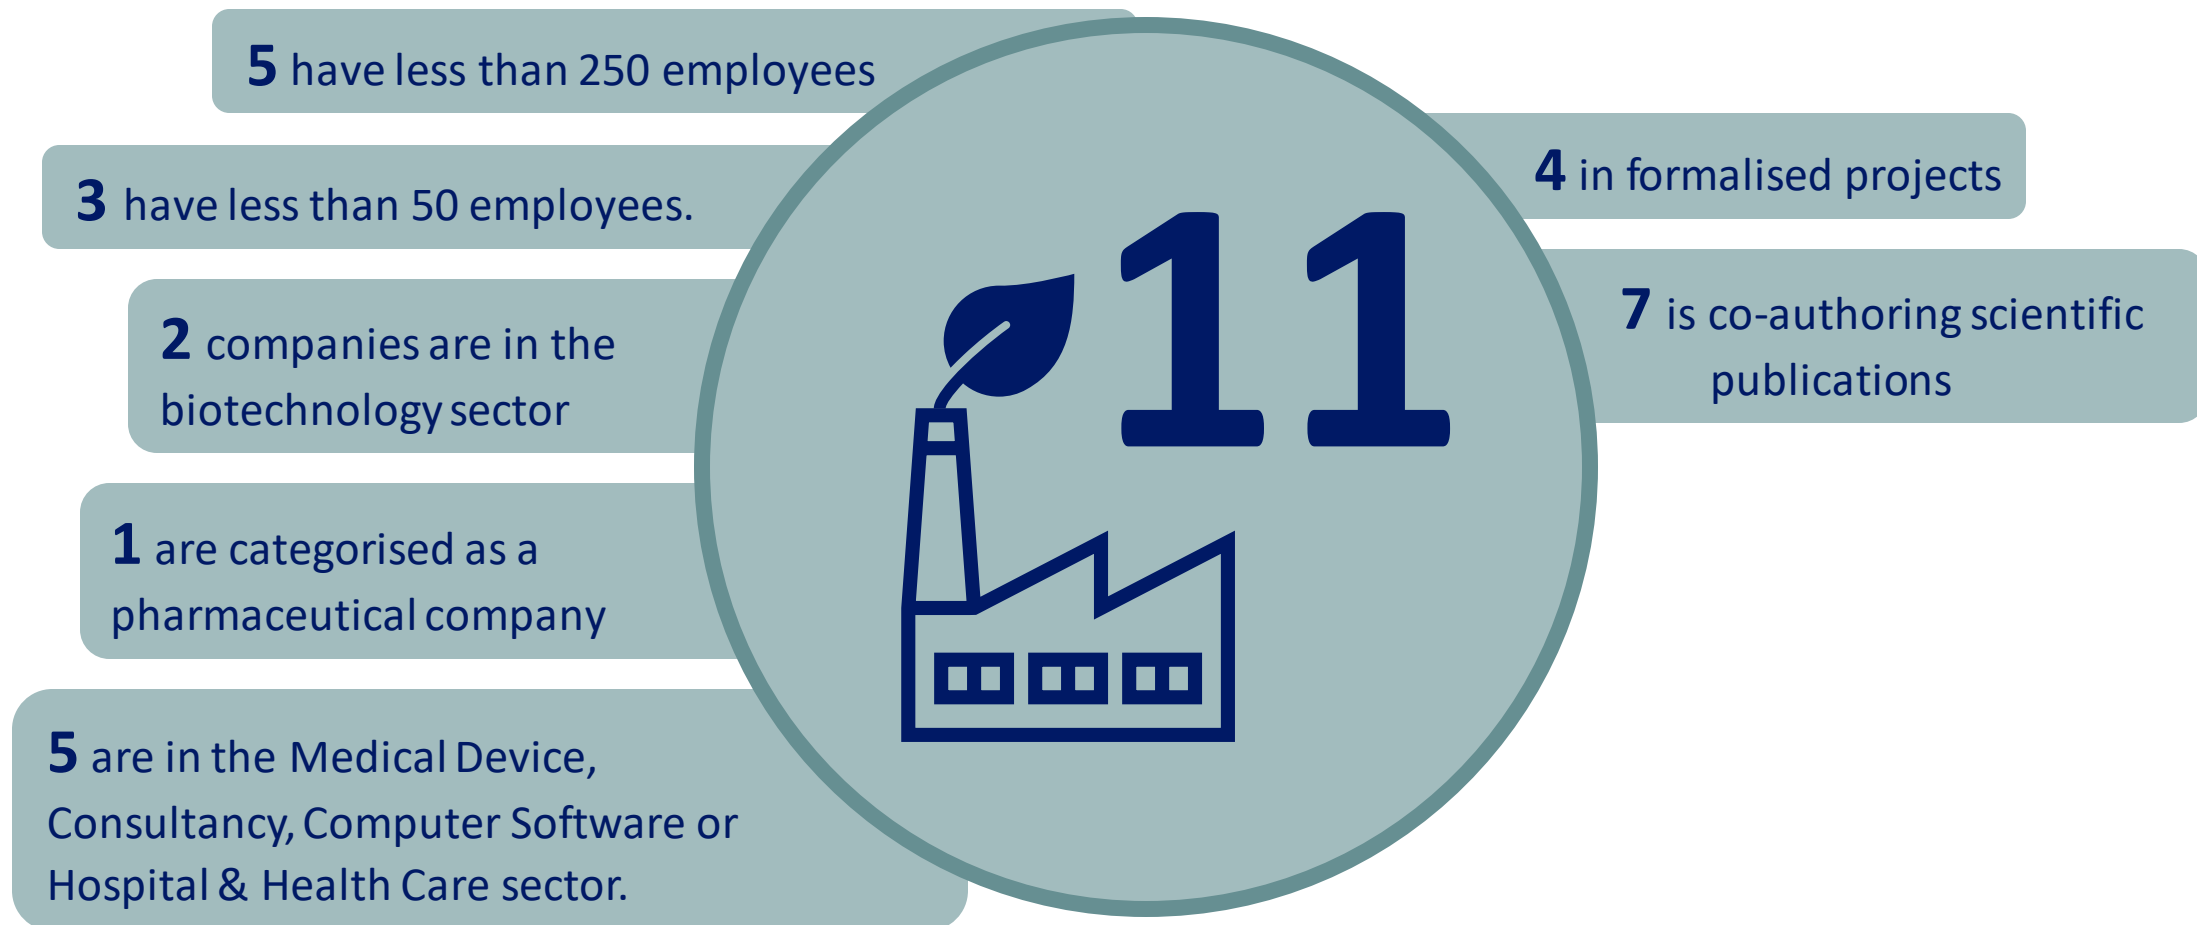 5 have less than 250 employees
3 have less than 50 employees.
2 companies are in the
biotechnology sector
1 are categorised as a
pharmaceutical company
5 are in the Medical Device,
Consultancy, Computer Software or
Hospital & Health Care sector.
11
4 in formalised projects
7 is co-authoring scientific
publications